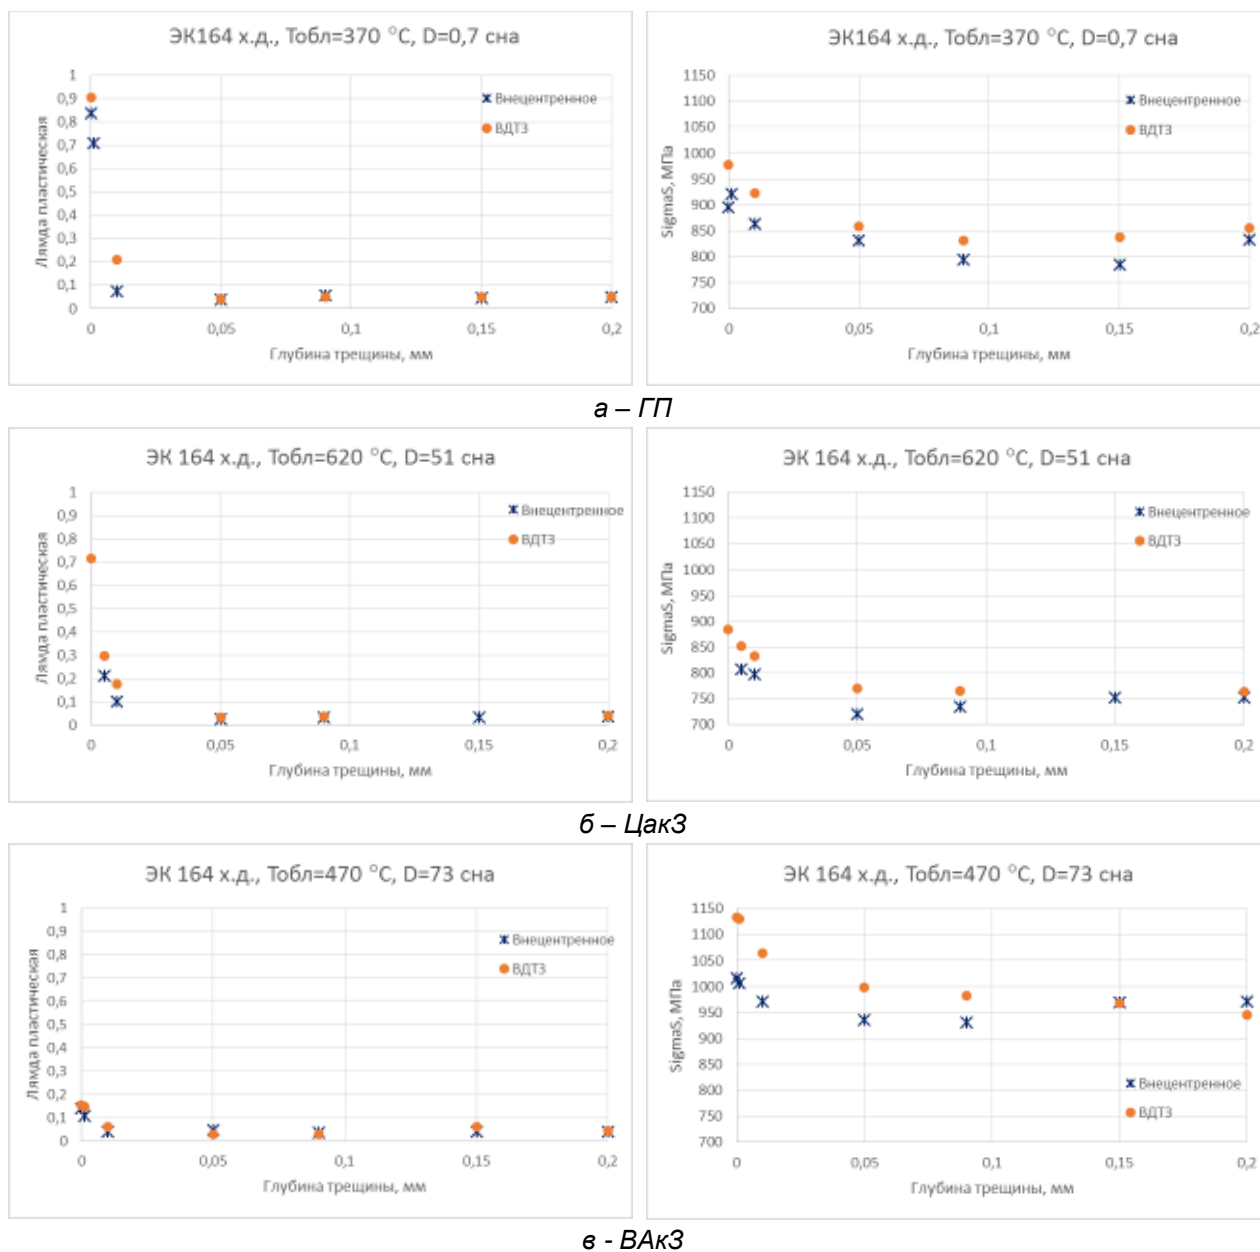 ЭК164 х.д., Тобл=370 °С, D=0,7 сна
Лямда пластическая
1
0,9
0,8
0,7
0,6
0,5
0,4
0,3
0,2
0,1
0
0 0,05 0,1 0,15 0,2
Глубина трещины, мм
Внецентренное
ВДТЗ
ЭК164 х.д., Тобл=370 °С, D=0,7 сна
SigmaS, МПа
1150
1100
1050
1000
950
900
850
800
750
700
0 0,05 0,1 0,15 0,2
Глубина трещины, мм
Внецентренное
ВДТЗ
а – ГП
ЭК 164 х.д., Тобл=620 °С, D=51 сна
Лямда пластическая
1
0,9
0,8
0,7
0,6
0,5
0,4
0,3
0,2
0,1
0
0 0,05 0,1 0,15 0,2
Глубина трещины, мм
Внецентренное
ВДТЗ
ЭК 164 х.д., Тобл=620 °С, D=51 сна
SigmaS, МПа
1150
1100
1050
1000
950
900
850
800
750
700
0 0,05 0,1 0,15 0,2
Глубина трещины, мм
Внецентренное
ВДТЗ
б – ЦакЗ
ЭК 164 х.д., Тобл=470 °С, D=73 сна
Лямда пластическая
1
0,9
0,8
0,7
0,6
0,5
0,4
0,3
0,2
0,1
0
0 0,05 0,1 0,15 0,2
Глубина трещины, мм
Внецентренное
ВДТЗ
ЭК 164 х.д., Тобл=470 °С, D=73 сна
SigmaS, МПа
1150
1100
1050
1000
950
900
850
800
750
700
0 0,05 0,1 0,15 0,2
Глубина трещины, мм
Внецентренное
ВДТЗ
в - ВАкЗ